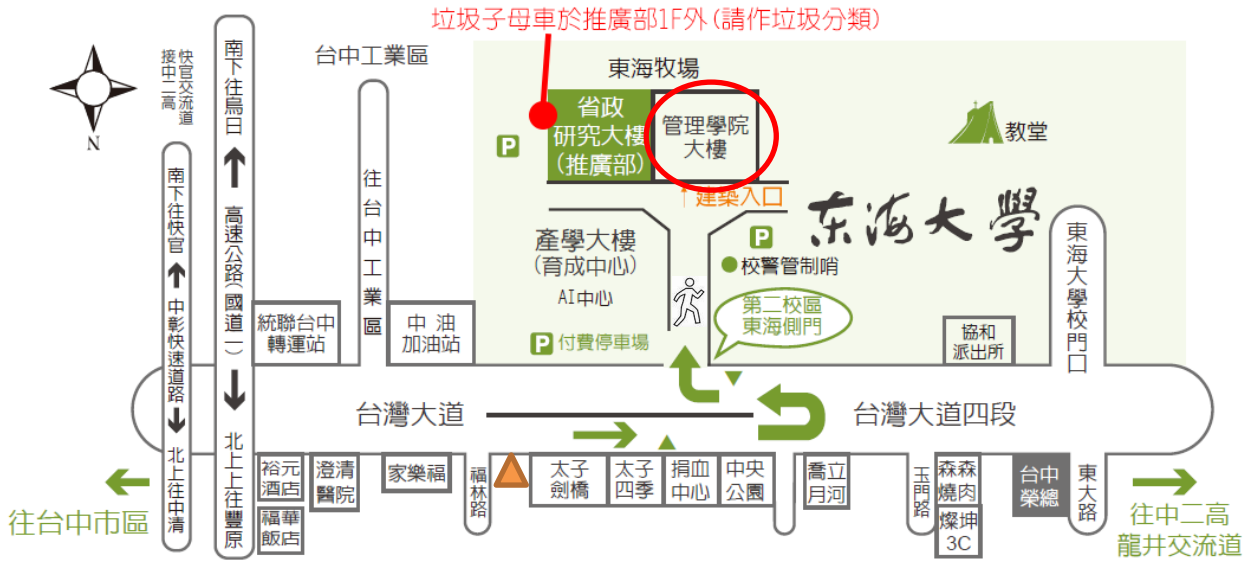 垃圾子母車於推廣部1F外(請作垃圾分類)
快官交流道
接中二高
N
南下往烏日
高速公路(國道一)
北上往豐原
南下往快官
中彰快速道路
北上往中清
台中工業區
往台中工業區
東海牧場
省政
研究大樓
(推廣部)
管理學院
大樓
P
↑建築入口
教堂
东海大學
產學大樓
(育成中心)
AI中心
P
校警管制哨
第二校區
東海側門
P 付費停車場
東海大學校門口
統聯台中
轉運站
中油
加油站
協和
派出所
台灣大道
台灣大道四段
裕元
酒店
福華
飯店
澄清
醫院
家樂福
福林路
太子
劍橋
太子
四季
捐血
中心
中央
公園
喬立
月河
玉門路
森森
燒肉
燦坤
3C
台中
榮總
東大路
往台中市區
往中二高
龍井交流道